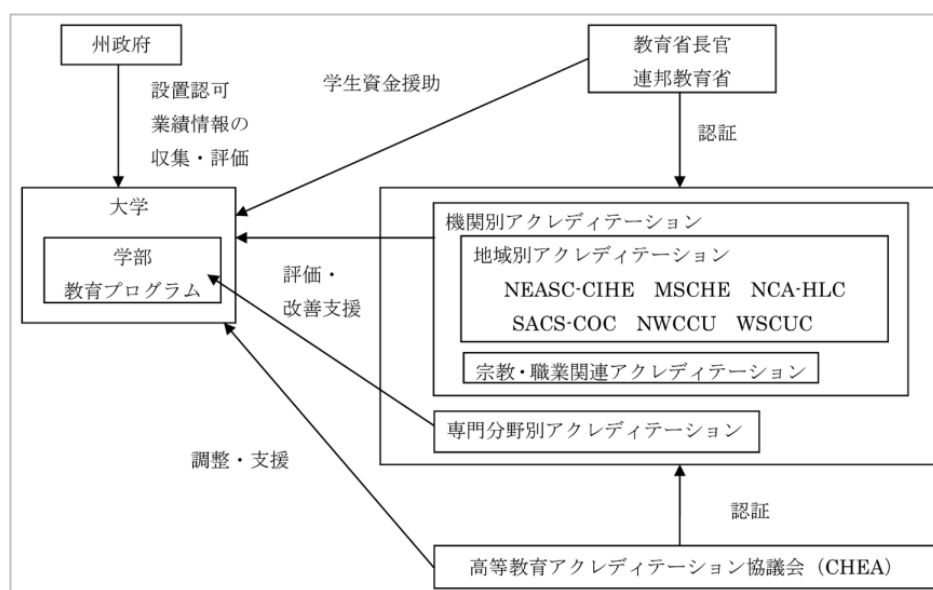 州政府
教育省長官
連邦教育省
設置認可
業績情報の
収集・評価
学生資金援助
認証
大学
学部
教育プログラム
評価・
改善支援
機関別アクレディテーション
地域別アクレディテーション
NEASC-CIHE MSCHE NCA-HLC
SACS-COC NWCCU WSCUC
宗教・職業関連アクレディテーション
専門分野別アクレディテーション
調整・支援
認証
高等教育アクレディテーション協議会（CHEA）